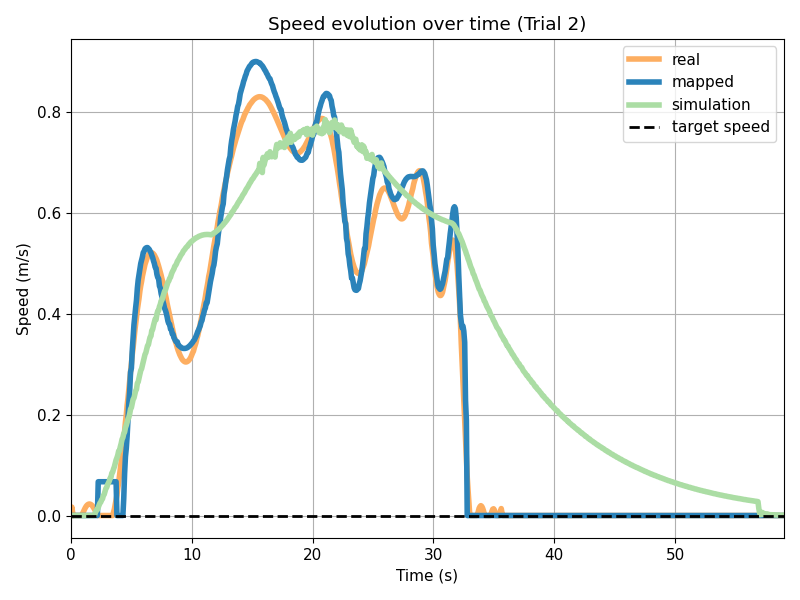 Speed evolution over time (Trial 2)
real
mapped
simulation
target speed
Speed (m/s)
0.8
0.6
0.4
0.2
0.0
0 10 20 30 40 50
Time (s)